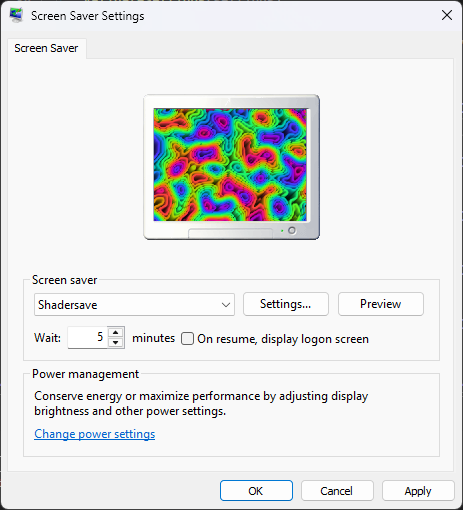 Screen Saver Settings
Screen Saver
Screen saver
Shadersave
Settings...
Preview
Wait: 5 minutes
On resume, display logon screen
Power management
Conserve energy or maximize performance by adjusting display
brightness and other power settings.
Change power settings
OK
Cancel
Apply